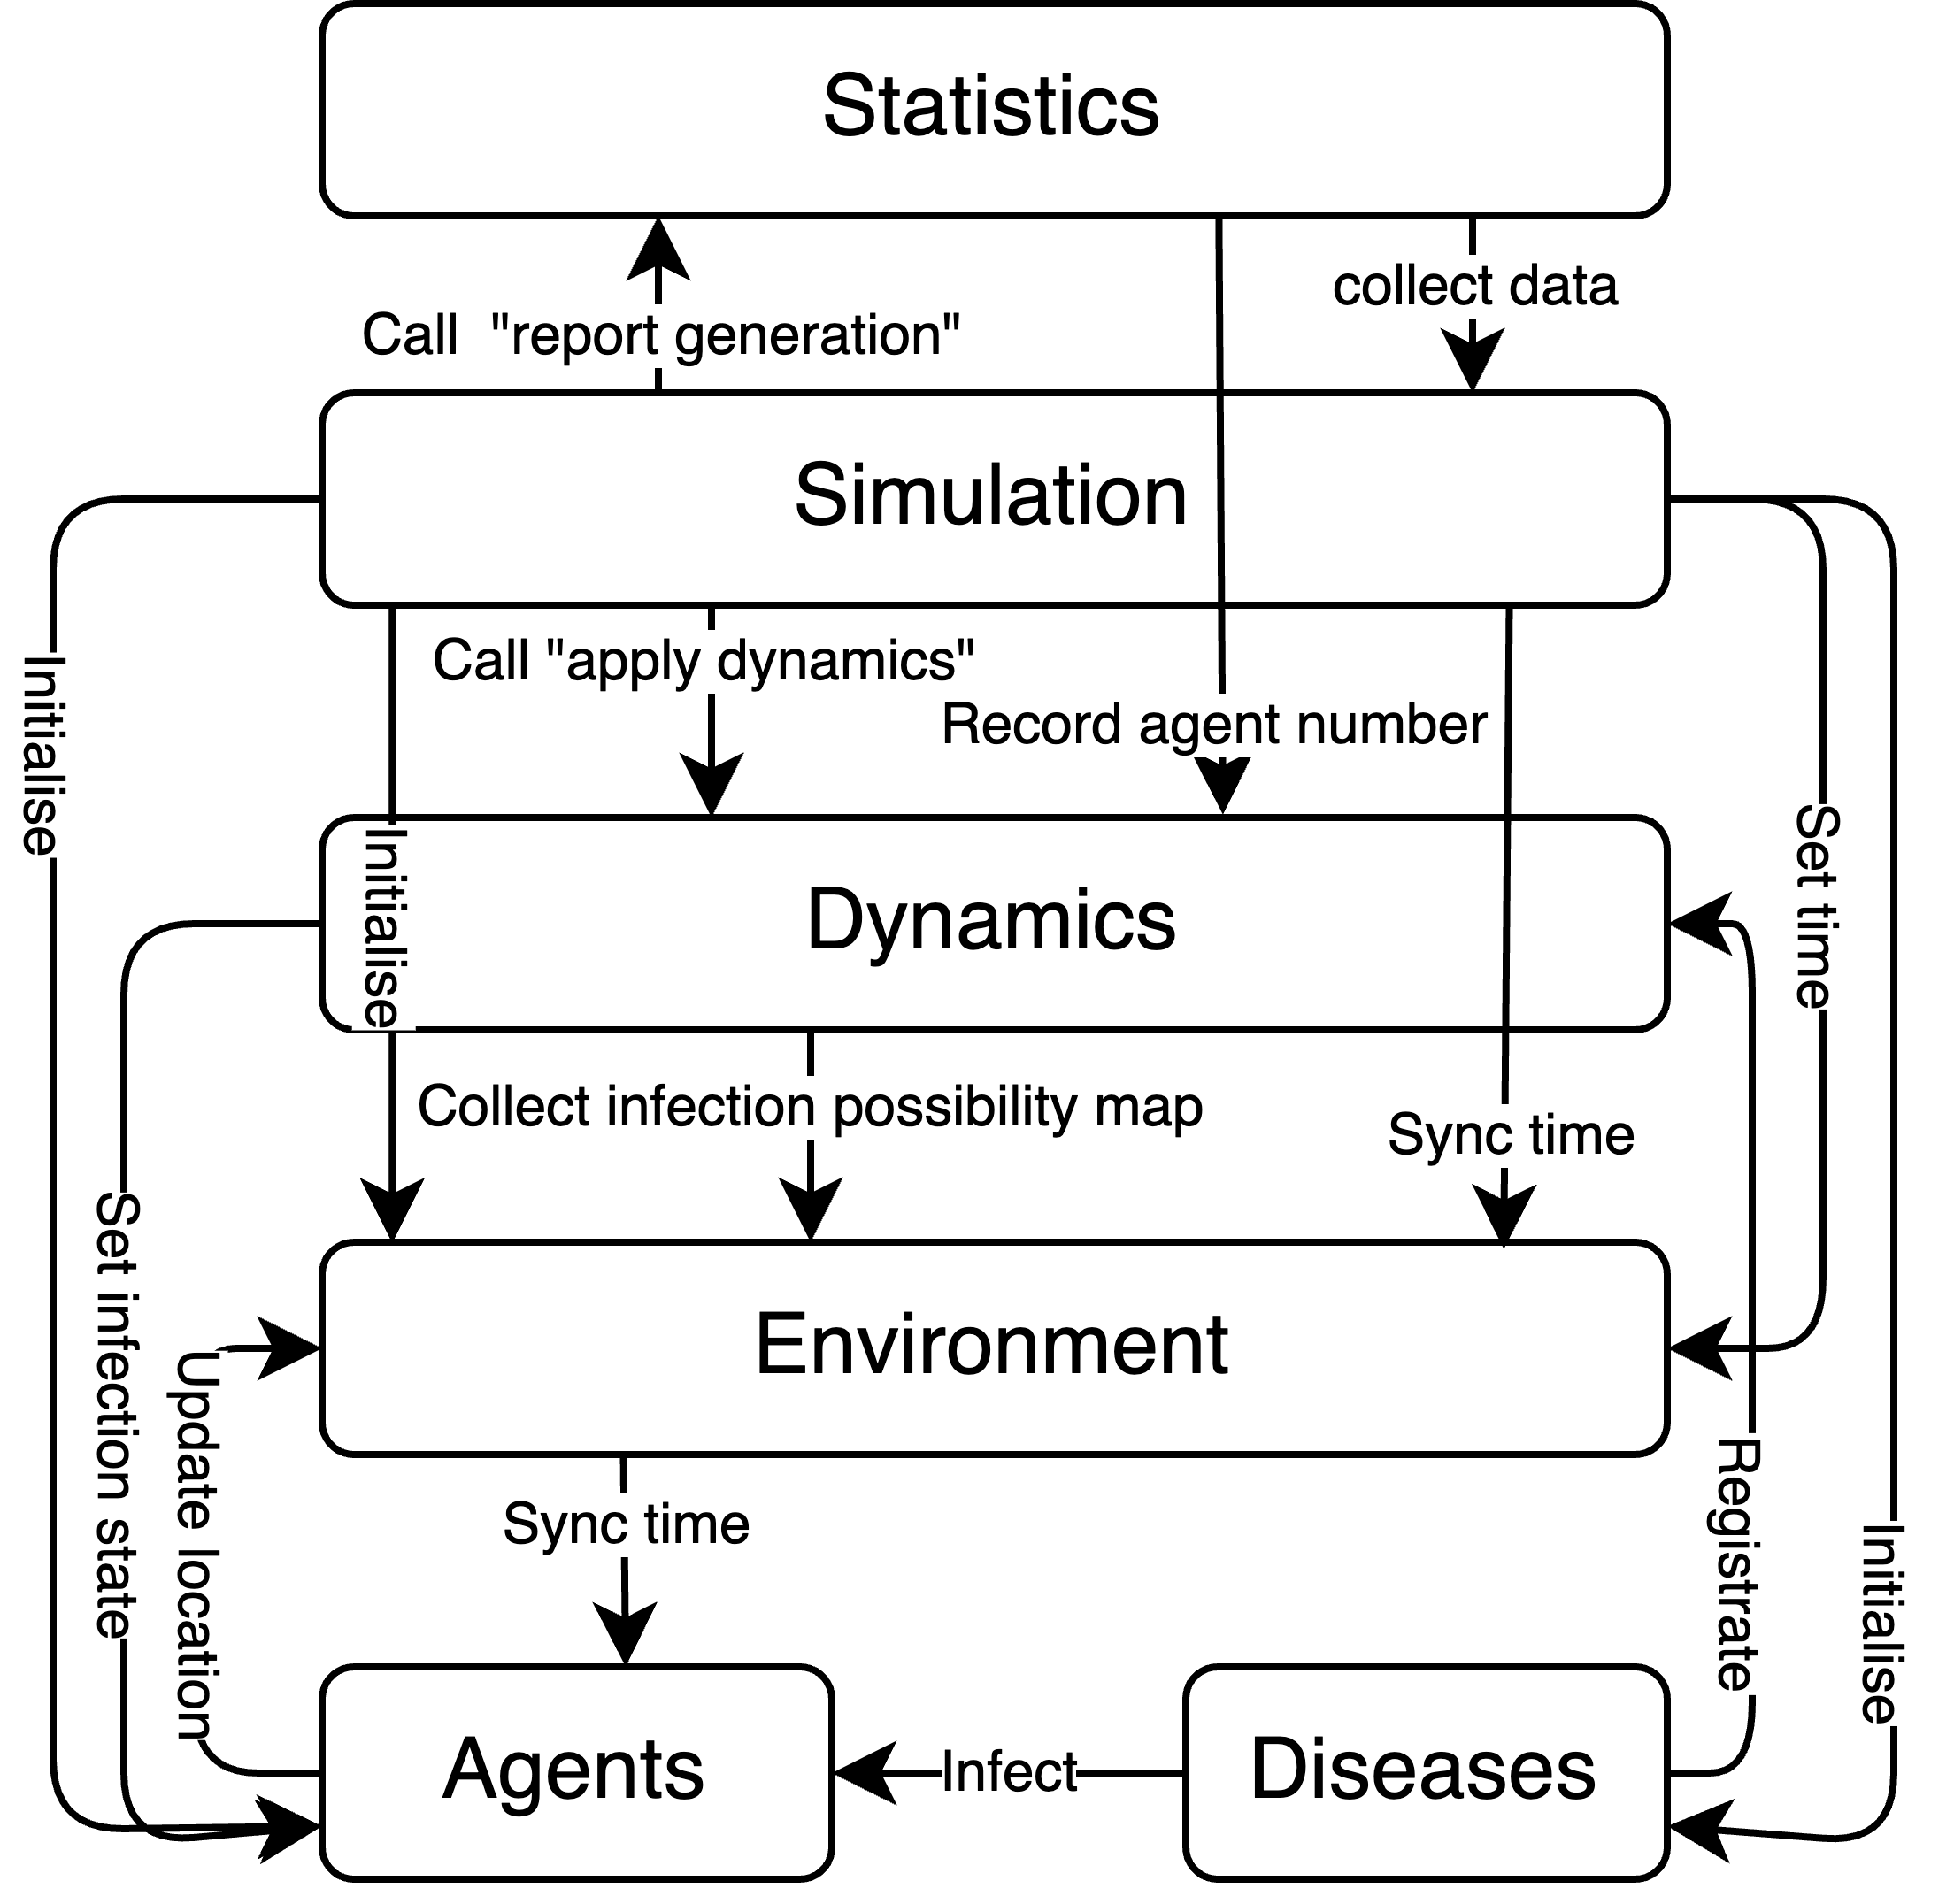 Statistics
collect data
Call "report generation"
Simulation
Initialise
Call "apply dynamics"
Record agent number
Set time
Initialise
Dynamics
Collect infection possibility map
Sync time
Set infection state
Update location
Environment
Registrate
Initialise
Sync time
Agents
Infect
Diseases